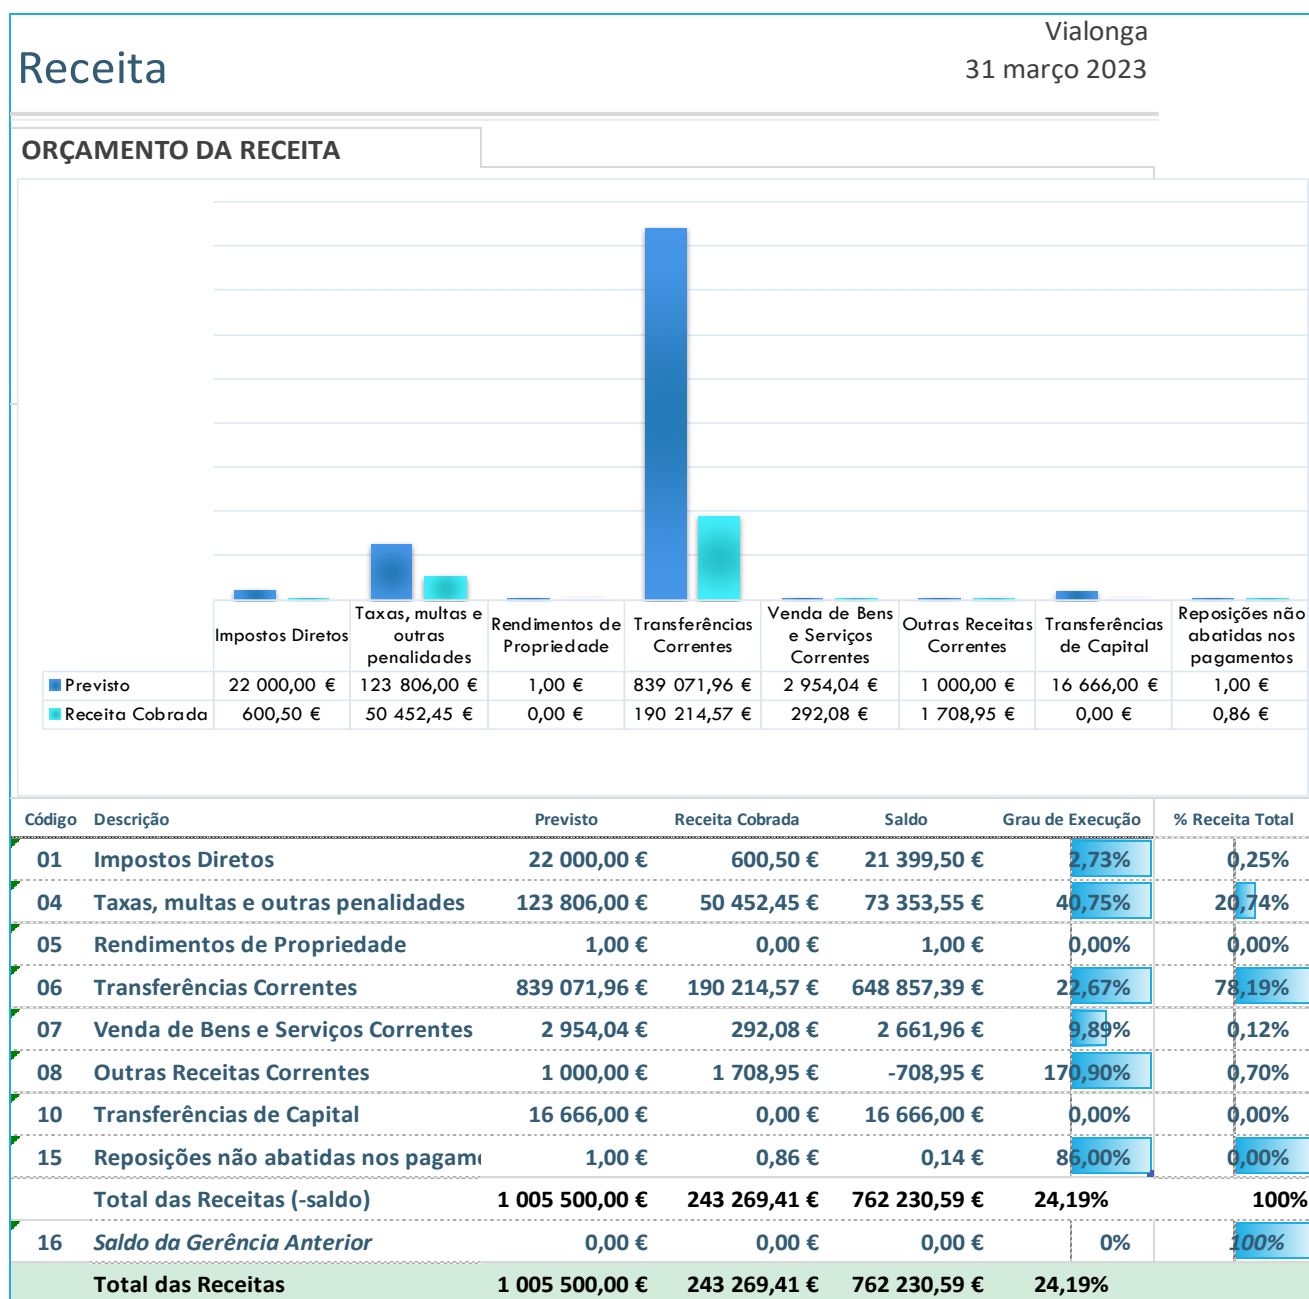 Vialonga
Receita
31 março 2023
ORÇAMENTO DA RECEITA
Impostos Diretos
Taxas, multas e
outras
penalidades
Rendimentos de
Propriedade
Transferências
Correntes
Venda de Bens
e Serviços
Correntes
Outras Receitas
Correntes
Transferências
de Capital
Reposições não
abatidas nos
pagamentos
Previsto 22 000,00 € 123 806,00 € 1,00 € 839 071,96 € 2 954,04 € 1 000,00 € 16 666,00 € 1,00 €
Receita Cobrada 600,50 € 50 452,45 € 0,00 € 190 214,57 € 292,08 € 1 708,95 € 0,00 € 0,86 €
Código Descrição Previsto Receita Cobrada Saldo Grau de Execução % Receita Total
01 Impostos Diretos 22 000,00 € 600,50 € 21 399,50 € 2,73% 0,25%
04 Taxas, multas e outras penalidades 123 806,00 € 50 452,45 € 73 353,55 € 40,75% 20,74%
05 Rendimentos de Propriedade 1,00 € 0,00 € 1,00 € 0,00% 0,00%
06 Transferências Correntes 839 071,96 € 190 214,57 € 648 857,39 € 22,67% 78,19%
07 Venda de Bens e Serviços Correntes 2 954,04 € 292,08 € 2 661,96 € 9,89% 0,12%
08 Outras Receitas Correntes 1 000,00 € 1 708,95 € -708,95 € 170,90% 0,70%
10 Transferências de Capital 16 666,00 € 0,00 € 16 666,00 € 0,00% 0,00%
15 Reposições não abatidas nos pagam 1,00 € 0,86 € 0,14 € 86,00% 0,00%
Total das Receitas (-saldo) 1 005 500,00 € 243 269,41 € 762 230,59 € 24,19% 100%
16 Saldo da Gerência Anterior 0,00 € 0,00 € 0,00 € 0% 100%
Total das Receitas 1 005 500,00 € 243 269,41 € 762 230,59 € 24,19%